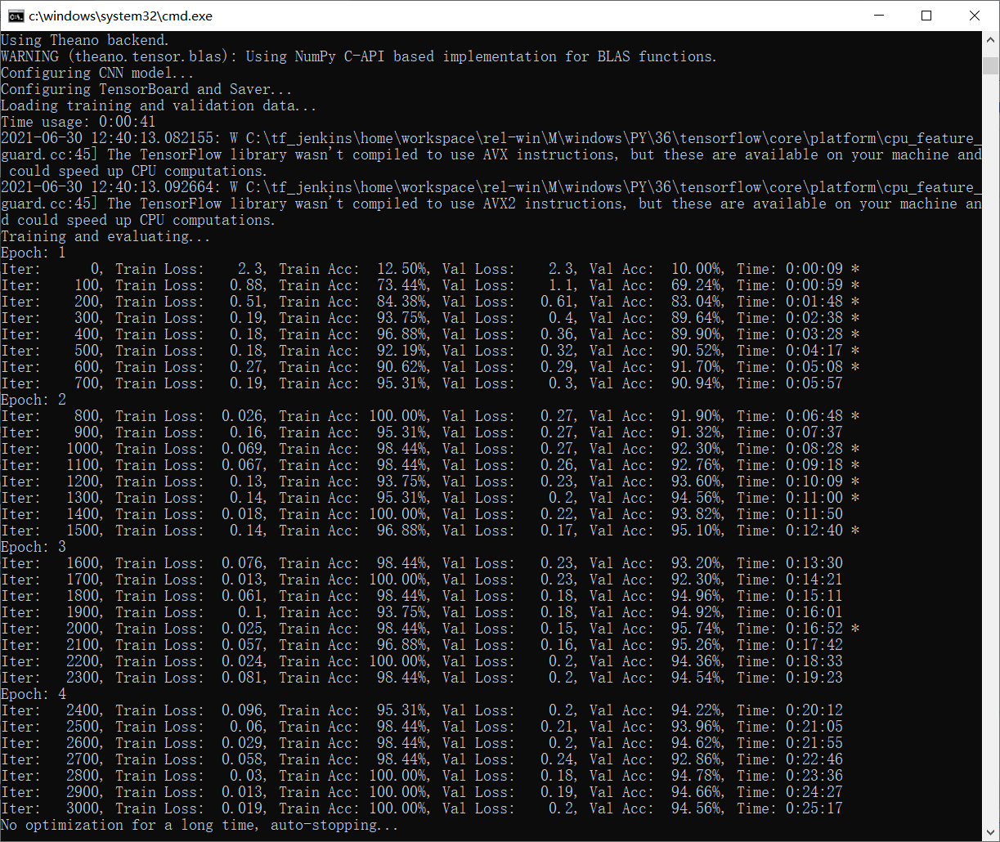 c:\windows\system32\cmd.exe
Using Theano backend.
WARNING (theano.tensor.blas): Using NumPy C-API based implementation for BLAS functions.
Configuring CNN model...
Configuring TensorBoard and Saver...
Loading training and validation data...
Time usage: 0:00:41
2021-06-30 12:40:13.082155: W C:\tf_jenkins\home\workspace\rel-win\M\windows\PY\36\tensorflow\core\platform\cpu_feature_
guard.cc:45] The TensorFlow library wasn't compiled to use AVX instructions, but these are available on your machine and
 could speed up CPU computations.
2021-06-30 12:40:13.092664: W C:\tf_jenkins\home\workspace\rel-win\M\windows\PY\36\tensorflow\core\platform\cpu_feature_
guard.cc:45] The TensorFlow library wasn't compiled to use AVX2 instructions, but these are available on your machine an
d could speed up CPU computations.
Training and evaluating...
Epoch: 1
Iter:      0, Train Loss:    2.3, Train Acc:  12.50%, Val Loss:    2.3, Val Acc:  10.00%, Time: 0:00:09 *
Iter:    100, Train Loss:   0.88, Train Acc:  73.44%, Val Loss:    1.1, Val Acc:  69.24%, Time: 0:00:59 *
Iter:    200, Train Loss:   0.51, Train Acc:  84.38%, Val Loss:   0.61, Val Acc:  83.04%, Time: 0:01:48 *
Iter:    300, Train Loss:   0.19, Train Acc:  93.75%, Val Loss:    0.4, Val Acc:  89.64%, Time: 0:02:38 *
Iter:    400, Train Loss:   0.18, Train Acc:  96.88%, Val Loss:   0.36, Val Acc:  89.90%, Time: 0:03:28 *
Iter:    500, Train Loss:   0.18, Train Acc:  92.19%, Val Loss:   0.32, Val Acc:  90.52%, Time: 0:04:17 *
Iter:    600, Train Loss:   0.27, Train Acc:  90.62%, Val Loss:   0.29, Val Acc:  91.70%, Time: 0:05:08 *
Iter:    700, Train Loss:   0.19, Train Acc:  95.31%, Val Loss:    0.3, Val Acc:  90.94%, Time: 0:05:57
Epoch: 2
Iter:    800, Train Loss:  0.026, Train Acc: 100.00%, Val Loss:   0.27, Val Acc:  91.90%, Time: 0:06:48 *
Iter:    900, Train Loss:   0.16, Train Acc:  95.31%, Val Loss:   0.27, Val Acc:  91.32%, Time: 0:07:37
Iter:   1000, Train Loss:  0.069, Train Acc:  98.44%, Val Loss:   0.27, Val Acc:  92.30%, Time: 0:08:28 *
Iter:   1100, Train Loss:  0.067, Train Acc:  98.44%, Val Loss:   0.26, Val Acc:  92.76%, Time: 0:09:18 *
Iter:   1200, Train Loss:   0.13, Train Acc:  93.75%, Val Loss:   0.23, Val Acc:  93.60%, Time: 0:10:09 *
Iter:   1300, Train Loss:   0.14, Train Acc:  95.31%, Val Loss:    0.2, Val Acc:  94.56%, Time: 0:11:00 *
Iter:   1400, Train Loss:  0.018, Train Acc: 100.00%, Val Loss:   0.22, Val Acc:  93.82%, Time: 0:11:50
Iter:   1500, Train Loss:   0.14, Train Acc:  96.88%, Val Loss:   0.17, Val Acc:  95.10%, Time: 0:12:40 *
Epoch: 3
Iter:   1600, Train Loss:  0.076, Train Acc:  98.44%, Val Loss:   0.23, Val Acc:  93.20%, Time: 0:13:30
Iter:   1700, Train Loss:  0.013, Train Acc: 100.00%, Val Loss:   0.23, Val Acc:  92.30%, Time: 0:14:21
Iter:   1800, Train Loss:  0.061, Train Acc:  98.44%, Val Loss:   0.18, Val Acc:  94.96%, Time: 0:15:11
Iter:   1900, Train Loss:    0.1, Train Acc:  93.75%, Val Loss:   0.18, Val Acc:  94.92%, Time: 0:16:01
Iter:   2000, Train Loss:  0.025, Train Acc:  98.44%, Val Loss:   0.15, Val Acc:  95.74%, Time: 0:16:52 *
Iter:   2100, Train Loss:  0.057, Train Acc:  96.88%, Val Loss:   0.16, Val Acc:  95.26%, Time: 0:17:42
Iter:   2200, Train Loss:  0.024, Train Acc: 100.00%, Val Loss:    0.2, Val Acc:  94.36%, Time: 0:18:33
Iter:   2300, Train Loss:  0.081, Train Acc:  98.44%, Val Loss:    0.2, Val Acc:  94.54%, Time: 0:19:23
Epoch: 4
Iter:   2400, Train Loss:  0.096, Train Acc:  95.31%, Val Loss:    0.2, Val Acc:  94.22%, Time: 0:20:12
Iter:   2500, Train Loss:   0.06, Train Acc:  98.44%, Val Loss:   0.21, Val Acc:  93.96%, Time: 0:21:05
Iter:   2600, Train Loss:  0.029, Train Acc:  98.44%, Val Loss:    0.2, Val Acc:  94.62%, Time: 0:21:55
Iter:   2700, Train Loss:  0.058, Train Acc:  98.44%, Val Loss:   0.24, Val Acc:  92.86%, Time: 0:22:46
Iter:   2800, Train Loss:   0.03, Train Acc: 100.00%, Val Loss:   0.18, Val Acc:  94.78%, Time: 0:23:36
Iter:   2900, Train Loss:  0.013, Train Acc: 100.00%, Val Loss:   0.19, Val Acc:  94.66%, Time: 0:24:27
Iter:   3000, Train Loss:  0.019, Train Acc: 100.00%, Val Loss:    0.2, Val Acc:  94.56%, Time: 0:25:17
No optimization for a long time, auto-stopping...